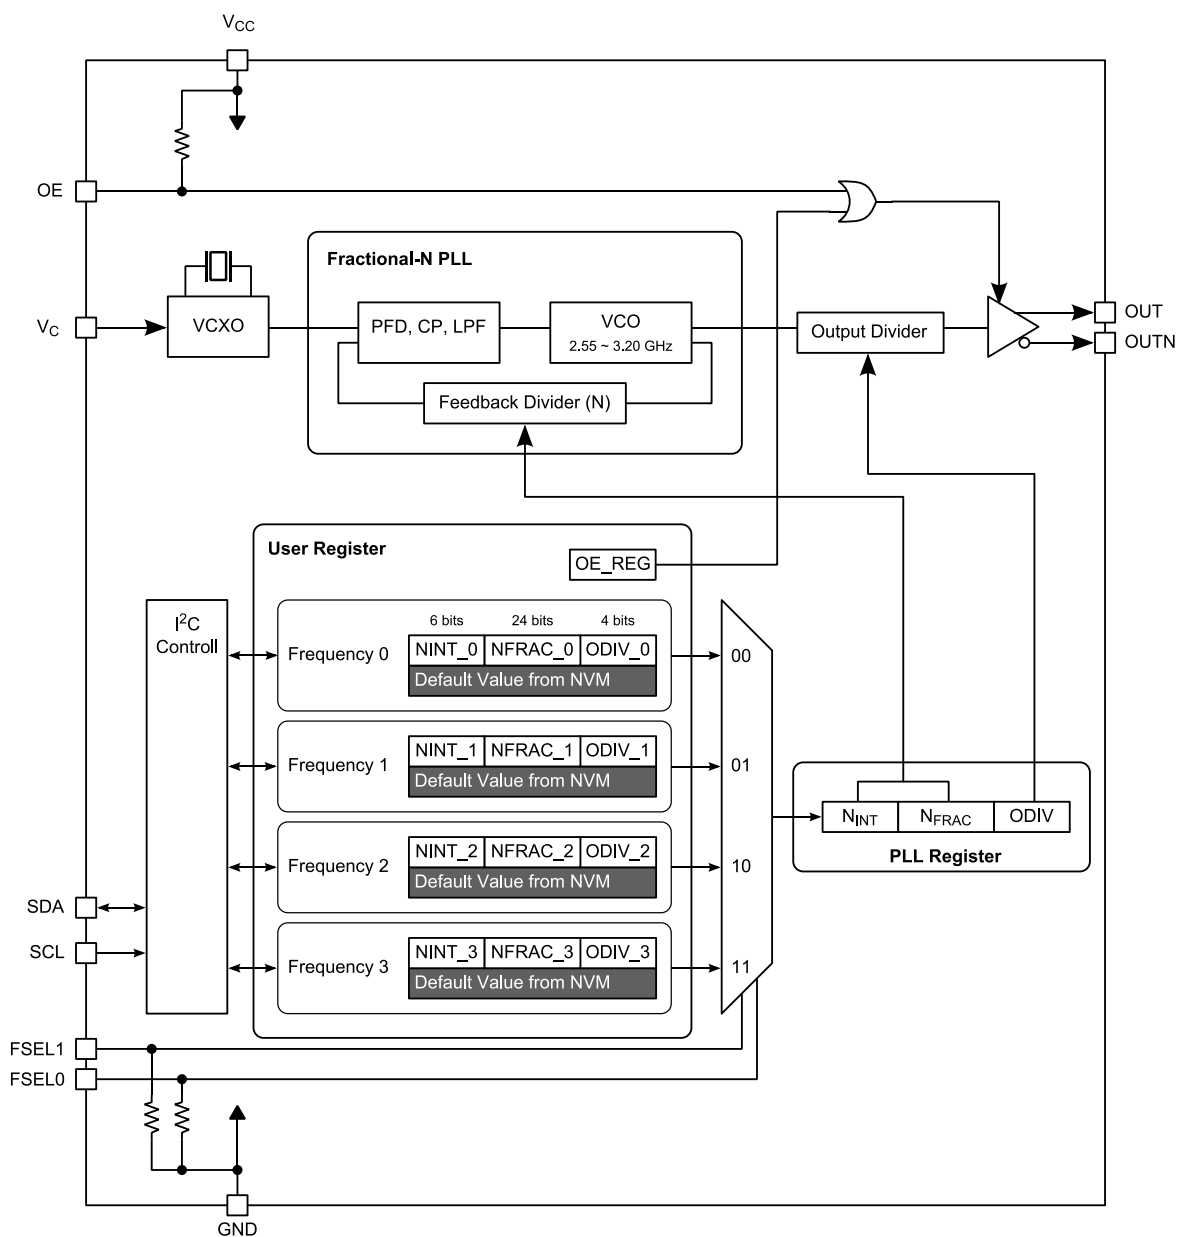 V_CC
OE
Fractional-N PLL
VCXO
PFD, CP, LPF
VCO
2.55 ~ 3.20 GHz
Output Divider
Feedback Divider (N)
V_C
OUT
OUTN
User Register
OE_REG
I²C
Controll
6 bits 24 bits 4 bits
Frequency 0
NINT_0 NFRAC_0 ODIV_0
Default Value from NVM
00
Frequency 1
NINT_1 NFRAC_1 ODIV_1
Default Value from NVM
01
Frequency 2
NINT_2 NFRAC_2 ODIV_2
Default Value from NVM
10
Frequency 3
NINT_3 NFRAC_3 ODIV_3
Default Value from NVM
11
N_INT N_FRAC ODIV
PLL Register
SDA
SCL
FSEL1
FSEL0
GND